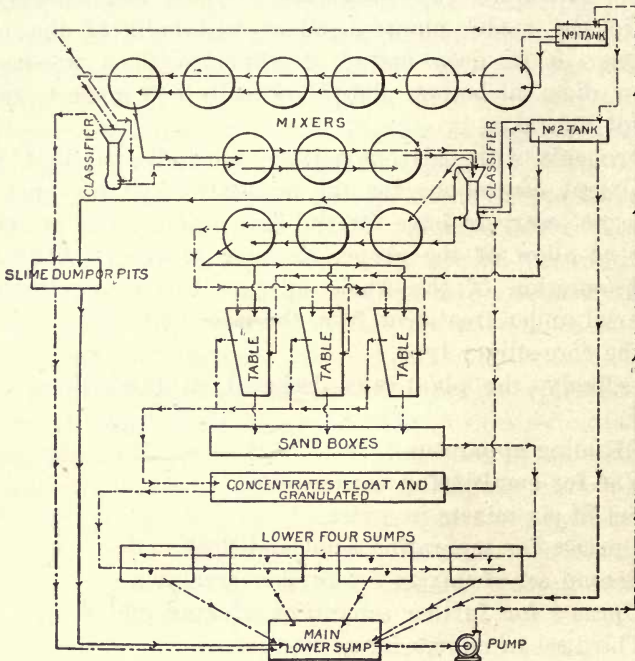 Nº1 TANK
MIXERS
Nº2 TANK
CLASSIFIER
CLASSIFIER
SLIME DUMP OR PITS
TABLE
TABLE
TABLE
SAND BOXES
CONCENTRATES FLOAT AND
GRANULATED
LOWER FOUR SUMPS
MAIN
LOWER SUMP
PUMP